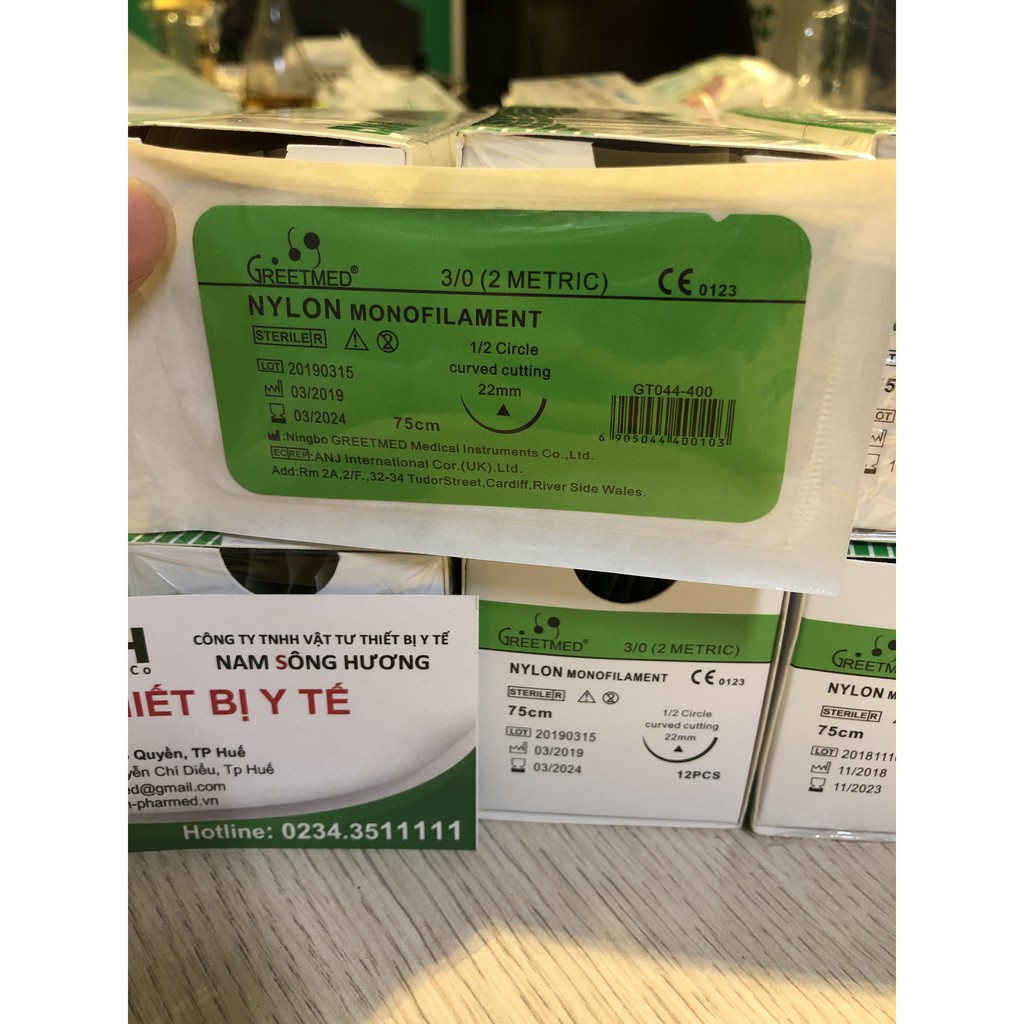 GREETMED®
3/0 (2 METRIC)
CE 0123
NYLON MONOFILAMENT
STERILE R
1/2 Circle
curved cutting
22mm
LOT 20190315
03/2019
03/2024
75cm
GT044-400
6 905044 400103
:Ningbo GREETMED Medical Instruments Co.,Ltd.
EC REP :ANJ International Cor.(UK).Ltd.
Add:Rm 2A,2/F.,32-34 TudorStreet,Cardiff,River Side Wales.
CÔNG TY TNHH VẬT TƯ THIẾT BỊ Y TẾ
NAM SÔNG HƯƠNG
BỊ Y TẾ
Quyền, TP Huế
Chí Diểu, Tp Huế
@gmail.com
-pharmed.vn
Hotline: 0234.3511111
GREETMED®
3/0 (2 METRIC)
NYLON MONOFILAMENT
CE 0123
STERILE R
75cm
1/2 Circle
curved cutting
22mm
LOT 20190315
03/2019
03/2024
12PCS
GREETMED
NYLON
STERILE R
75cm
LOT 2018111
11/2018
11/2023